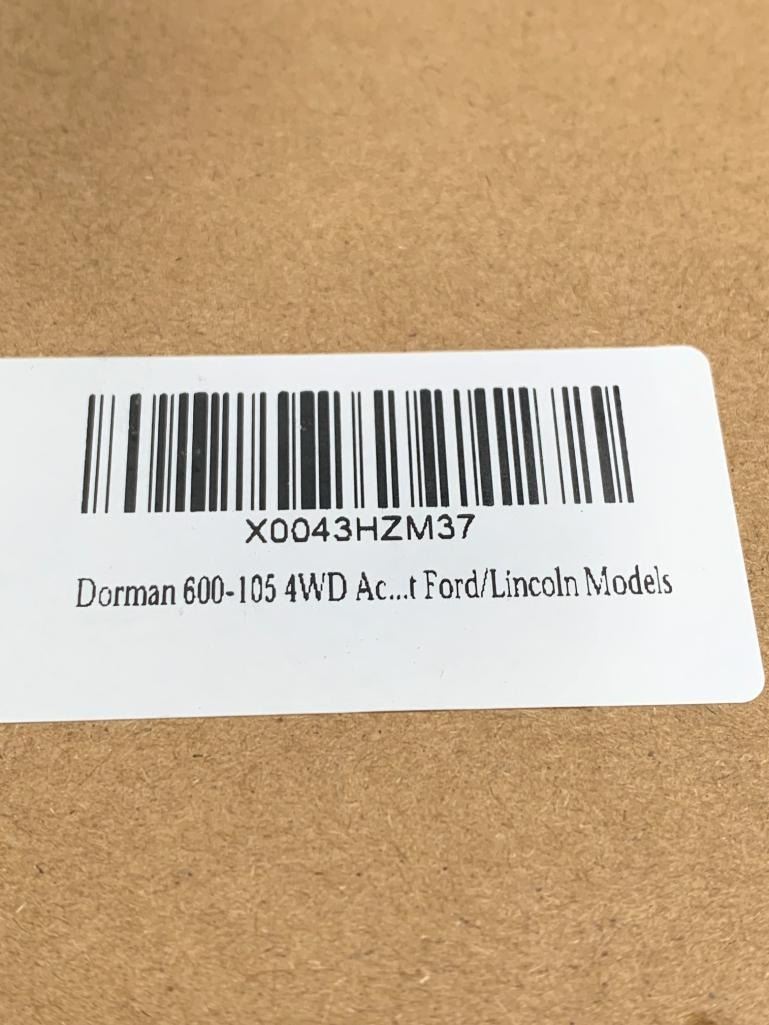 X0043HZM37
Dorman 600-105 4WD Ac...t Ford/Lincoln Models